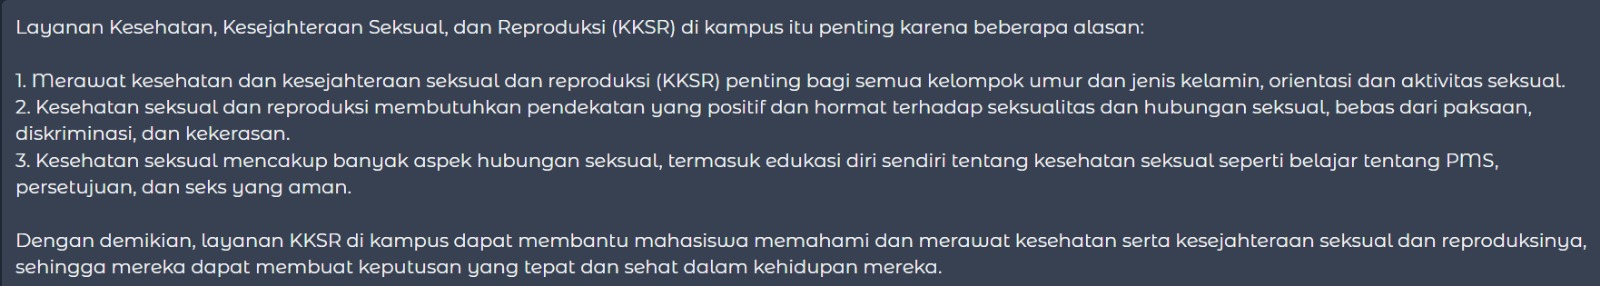 Layanan Kesehatan, Kesejahteraan Seksual, dan Reproduksi (KKSR) di kampus itu penting karena beberapa alasan:
1. Merawat kesehatan dan kesejahteraan seksual dan reproduksi (KKSR) penting bagi semua kelompok umur dan jenis kelamin, orientasi dan aktivitas seksual.
2. Kesehatan seksual dan reproduksi membutuhkan pendekatan yang positif dan hormat terhadap seksualitas dan hubungan seksual, bebas dari paksaan,
diskriminasi, dan kekerasan.
3. Kesehatan seksual mencakup banyak aspek hubungan seksual, termasuk edukasi diri sendiri tentang kesehatan seksual seperti belajar tentang PMS,
persetujuan, dan seks yang aman.
Dengan demikian, layanan KKSR di kampus dapat membantu mahasiswa memahami dan merawat kesehatan serta kesejahteraan seksual dan reproduksinya,
sehingga mereka dapat membuat keputusan yang tepat dan sehat dalam kehidupan mereka.